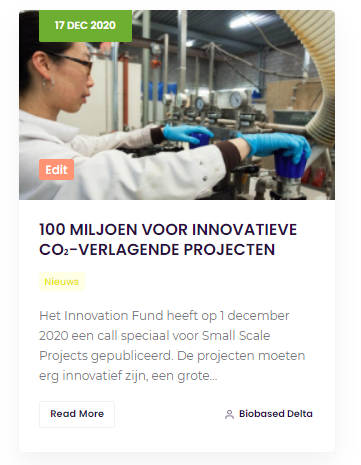 17 DEC 2020
Edit
100 MILJOEN VOOR INNOVATIEVE
CO₂-VERLAGENDE PROJECTEN
Nieuws
Het Innovation Fund heeft op 1 december
2020 een call speciaal voor Small Scale
Projects gepubliceerd. De projecten moeten
erg innovatief zijn, een grote...
Read More
Biobased Delta